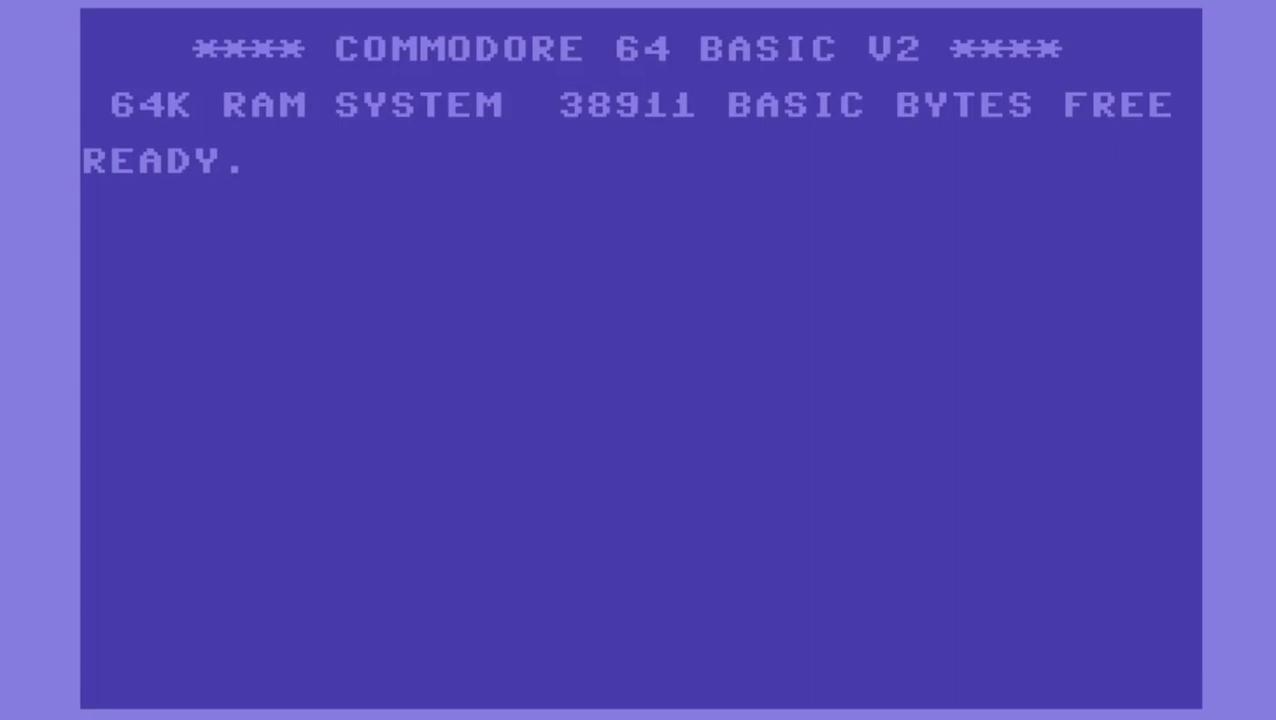 **** COMMODORE 64 BASIC V2 ****
64K RAM SYSTEM  38911 BASIC BYTES FREE
READY.